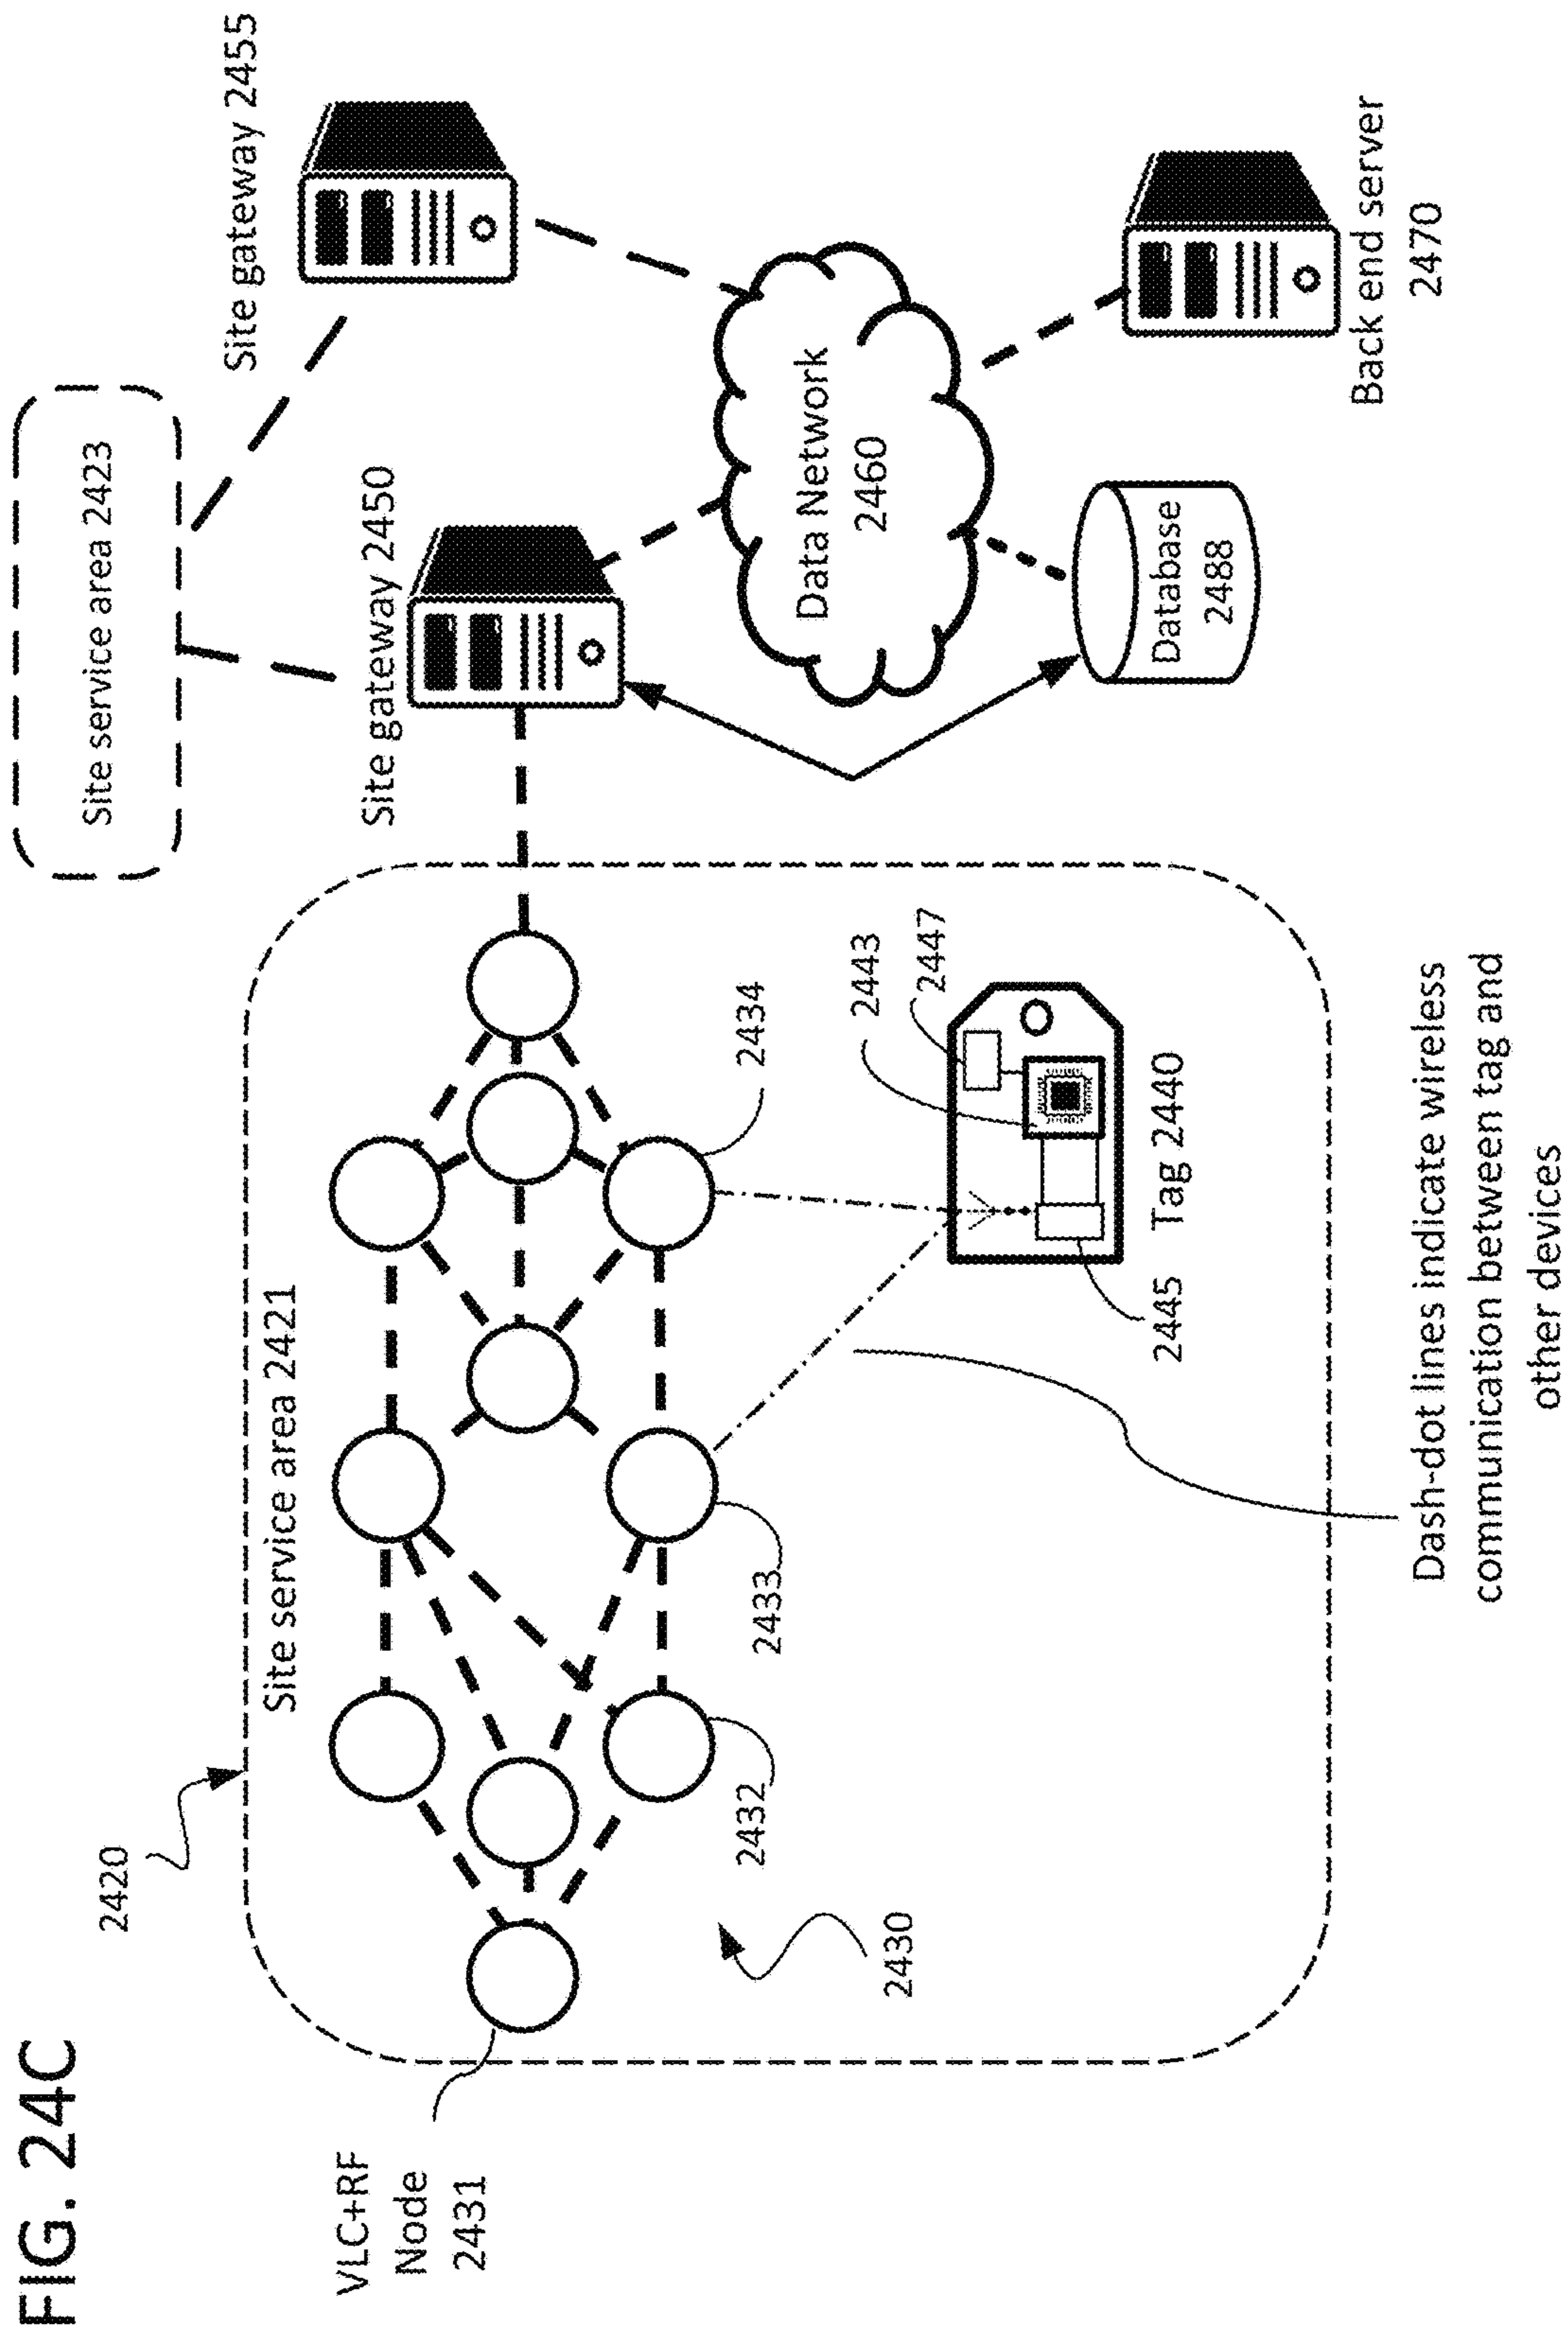 FIG. 24C
2420
Site service area 2423
Site gateway 2455
Site gateway 2450
Site service area 2421
VLC+RF
Node
2431
2432
2433
2434
2430
2443
2447
2445
Tag 2440
Data Network
2460
Database
2488
Back end server
2470
Dash-dot lines indicate wireless
communication between tag and
other devices